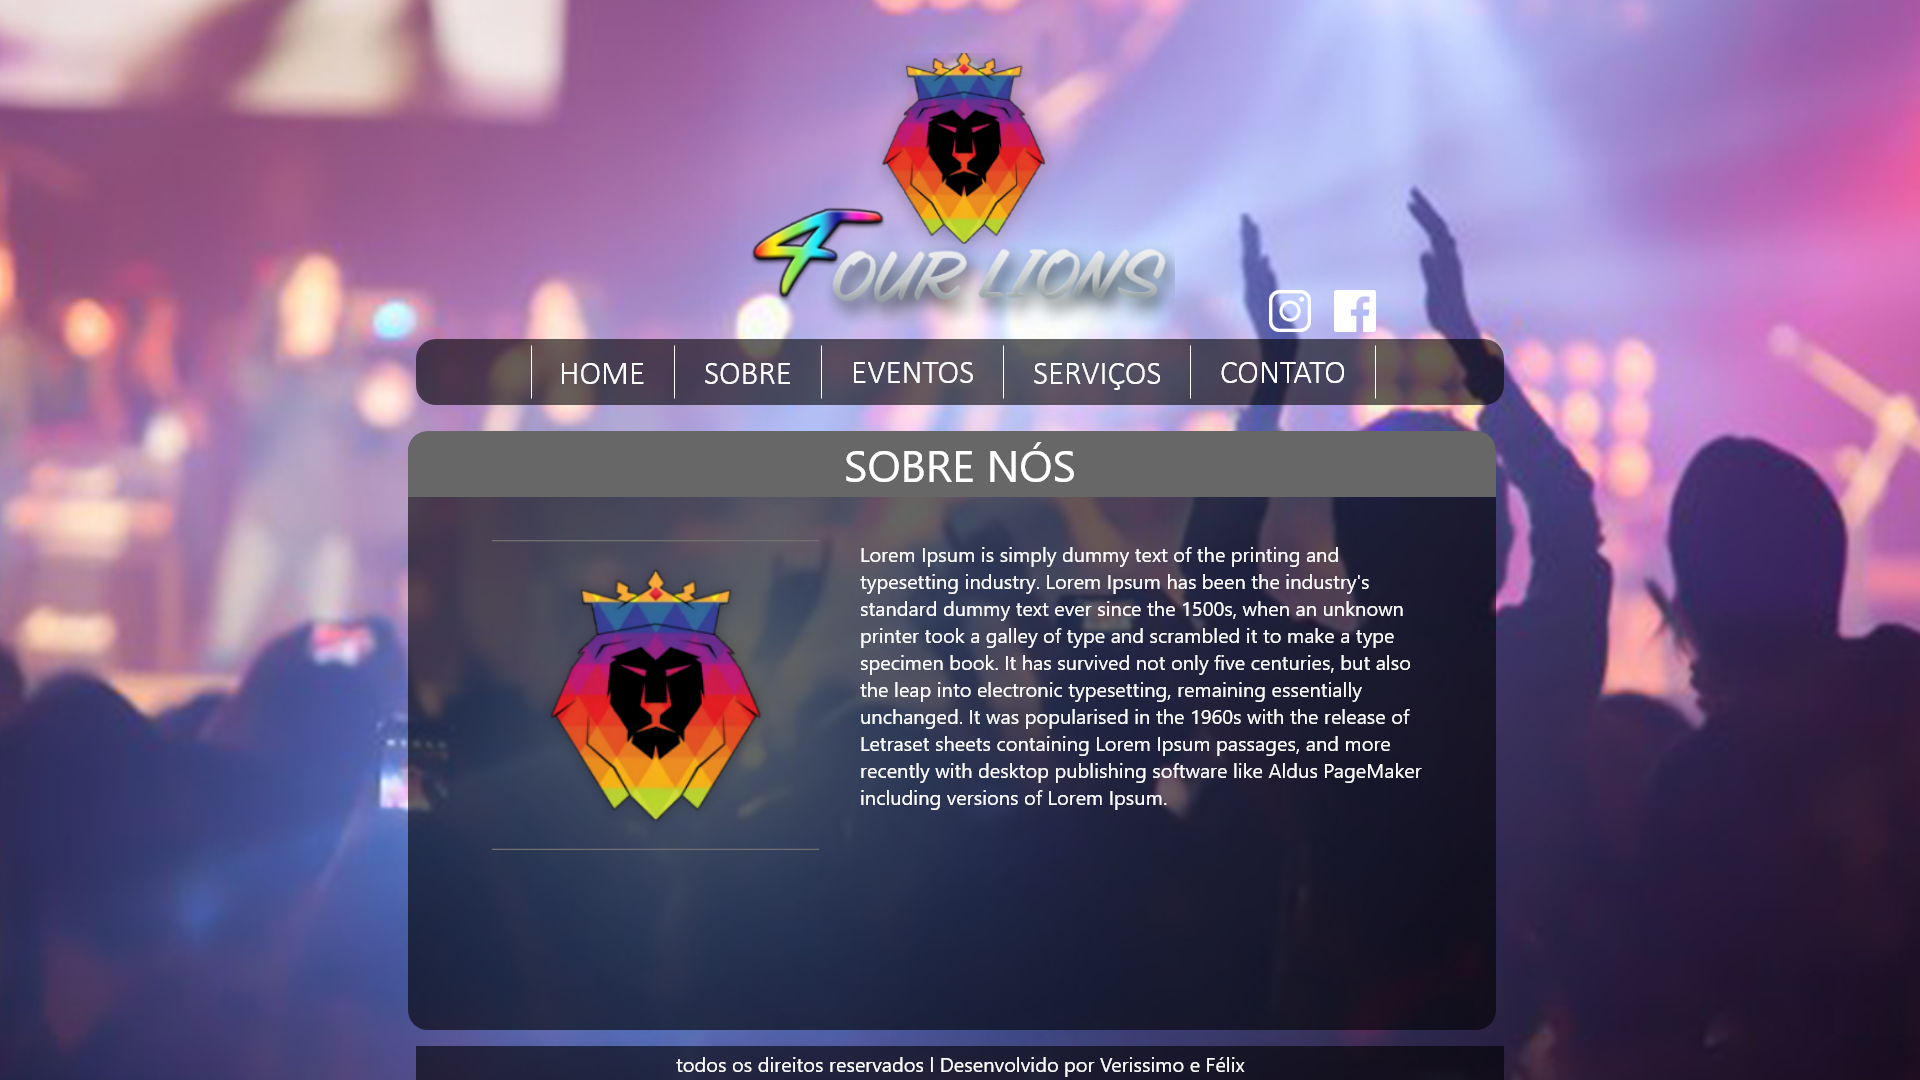 4OUR LIONS
HOME SOBRE EVENTOS SERVIÇOS CONTATO
SOBRE NÓS
Lorem Ipsum is simply dummy text of the printing and
typesetting industry. Lorem Ipsum has been the industry's
standard dummy text ever since the 1500s, when an unknown
printer took a galley of type and scrambled it to make a type
specimen book. It has survived not only five centuries, but also
the leap into electronic typesetting, remaining essentially
unchanged. It was popularised in the 1960s with the release of
Letraset sheets containing Lorem Ipsum passages, and more
recently with desktop publishing software like Aldus PageMaker
including versions of Lorem Ipsum.
todos os direitos reservados l Desenvolvido por Verissimo e Félix